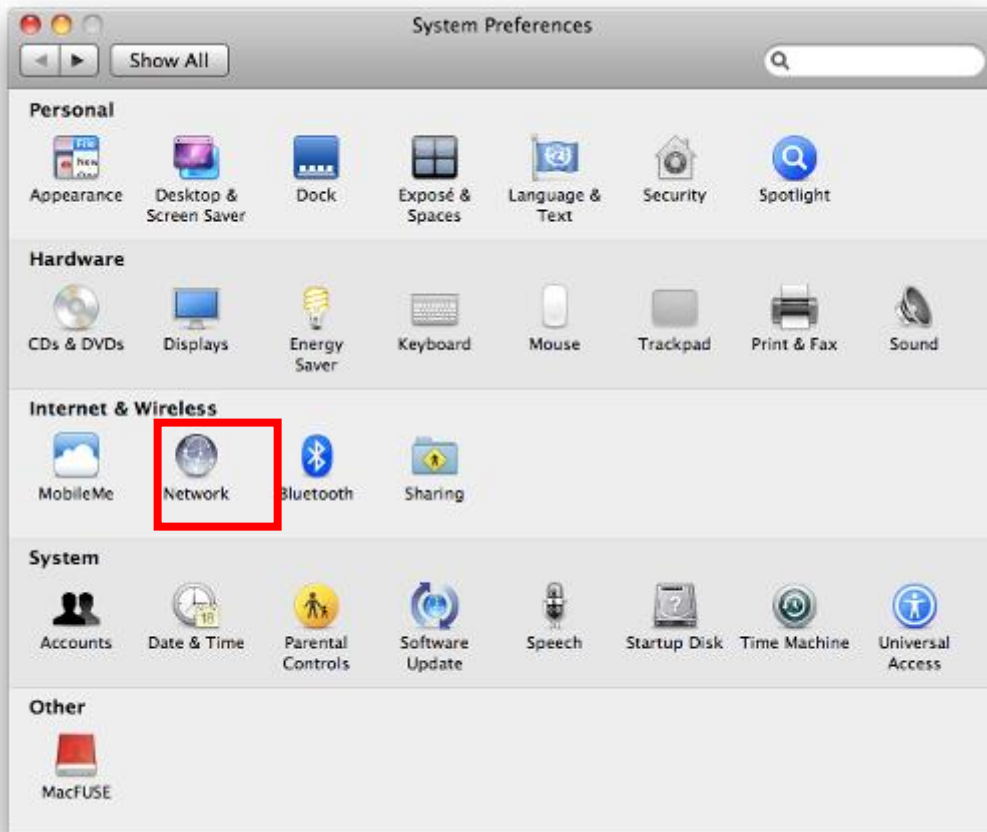 System Preferences
Show All
Personal
Appearance
Desktop &
Screen Saver
Dock
Exposé &
Spaces
Language &
Text
Security
Spotlight
Hardware
CDs & DVDs
Displays
Energy
Saver
Keyboard
Mouse
Trackpad
Print & Fax
Sound
Internet & Wireless
MobileMe
Network
Bluetooth
Sharing
System
Accounts
18
Date & Time
Parental
Controls
Software
Update
Speech
?
Startup Disk
Time Machine
Universal
Access
Other
MacFUSE